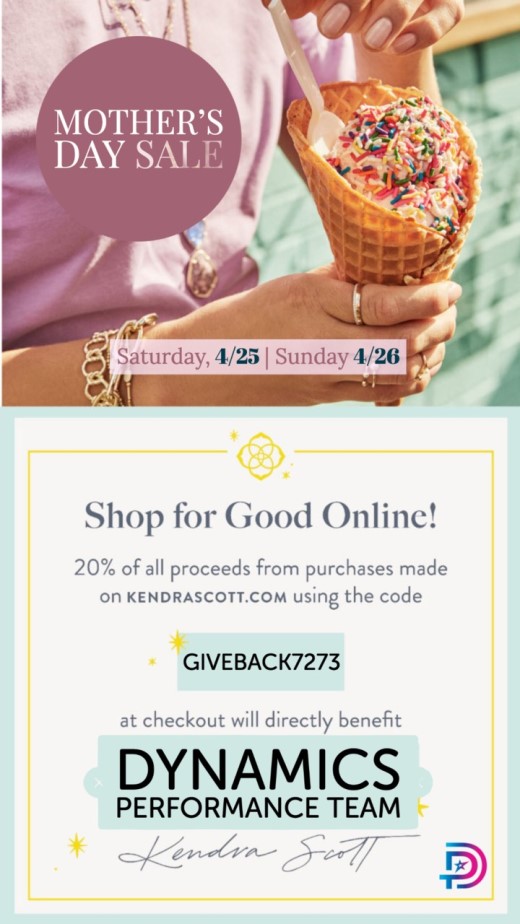 MOTHER'S
DAY SALE
Saturday, 4/25 | Sunday 4/26
Shop for Good Online!
20% of all proceeds from purchases made
on KENDRASCOTT.COM using the code
GIVEBACK7273
at checkout will directly benefit
DYNAMICS
PERFORMANCE TEAM
Kendra Scott